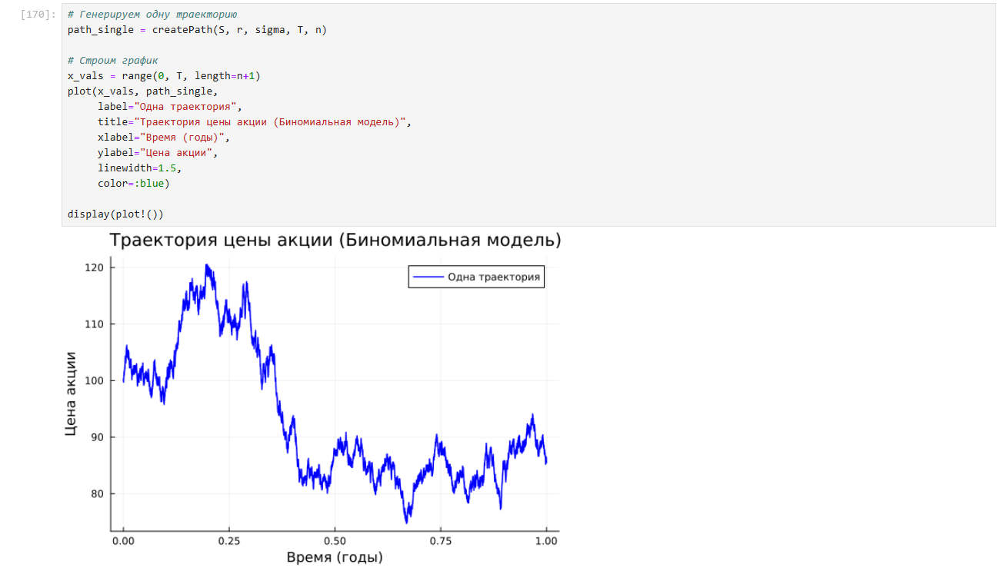 [170]:
# Генерируем одну траекторию
path_single = createPath(S, r, sigma, T, n)
# Строим график
x_vals = range(0, T, length=n+1)
plot(x_vals, path_single,
label="Одна траектория",
title="Траектория цены акции (Биномиальная модель)",
xlabel="Время (годы)",
ylabel="Цена акции",
linewidth=1.5,
color=:blue)
display(plot!())
Траектория цены акции (Биномиальная модель)
Одна траектория
120
110
100
90
80
Цена акции
0.00 0.25 0.50 0.75 1.00
Время (годы)